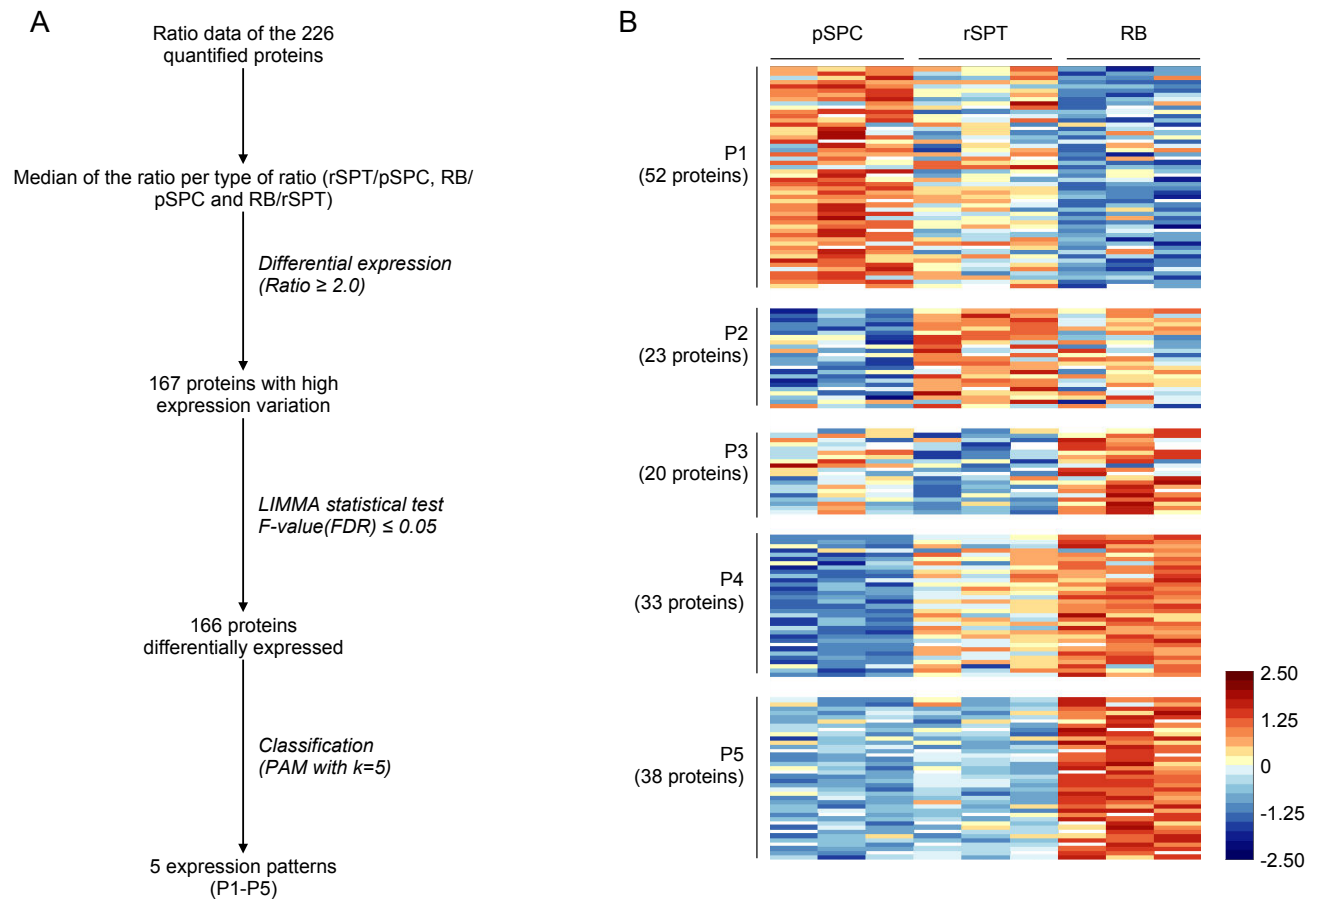 A
Ratio data of the 226
quantified proteins
Median of the ratio per type of ratio (rSPT/pSPC, RB/
pSPC and RB/rSPT)
Differential expression
(Ratio ≥ 2.0)
167 proteins with high
expression variation
LIMMA statistical test
F-value(FDR) ≤ 0.05
166 proteins
differentially expressed
Classification
(PAM with k=5)
5 expression patterns
(P1-P5)
B
pSPC rSPT RB
P1
(52 proteins)
P2
(23 proteins)
P3
(20 proteins)
P4
(33 proteins)
P5
(38 proteins)
2.50
1.25
0
-1.25
-2.50